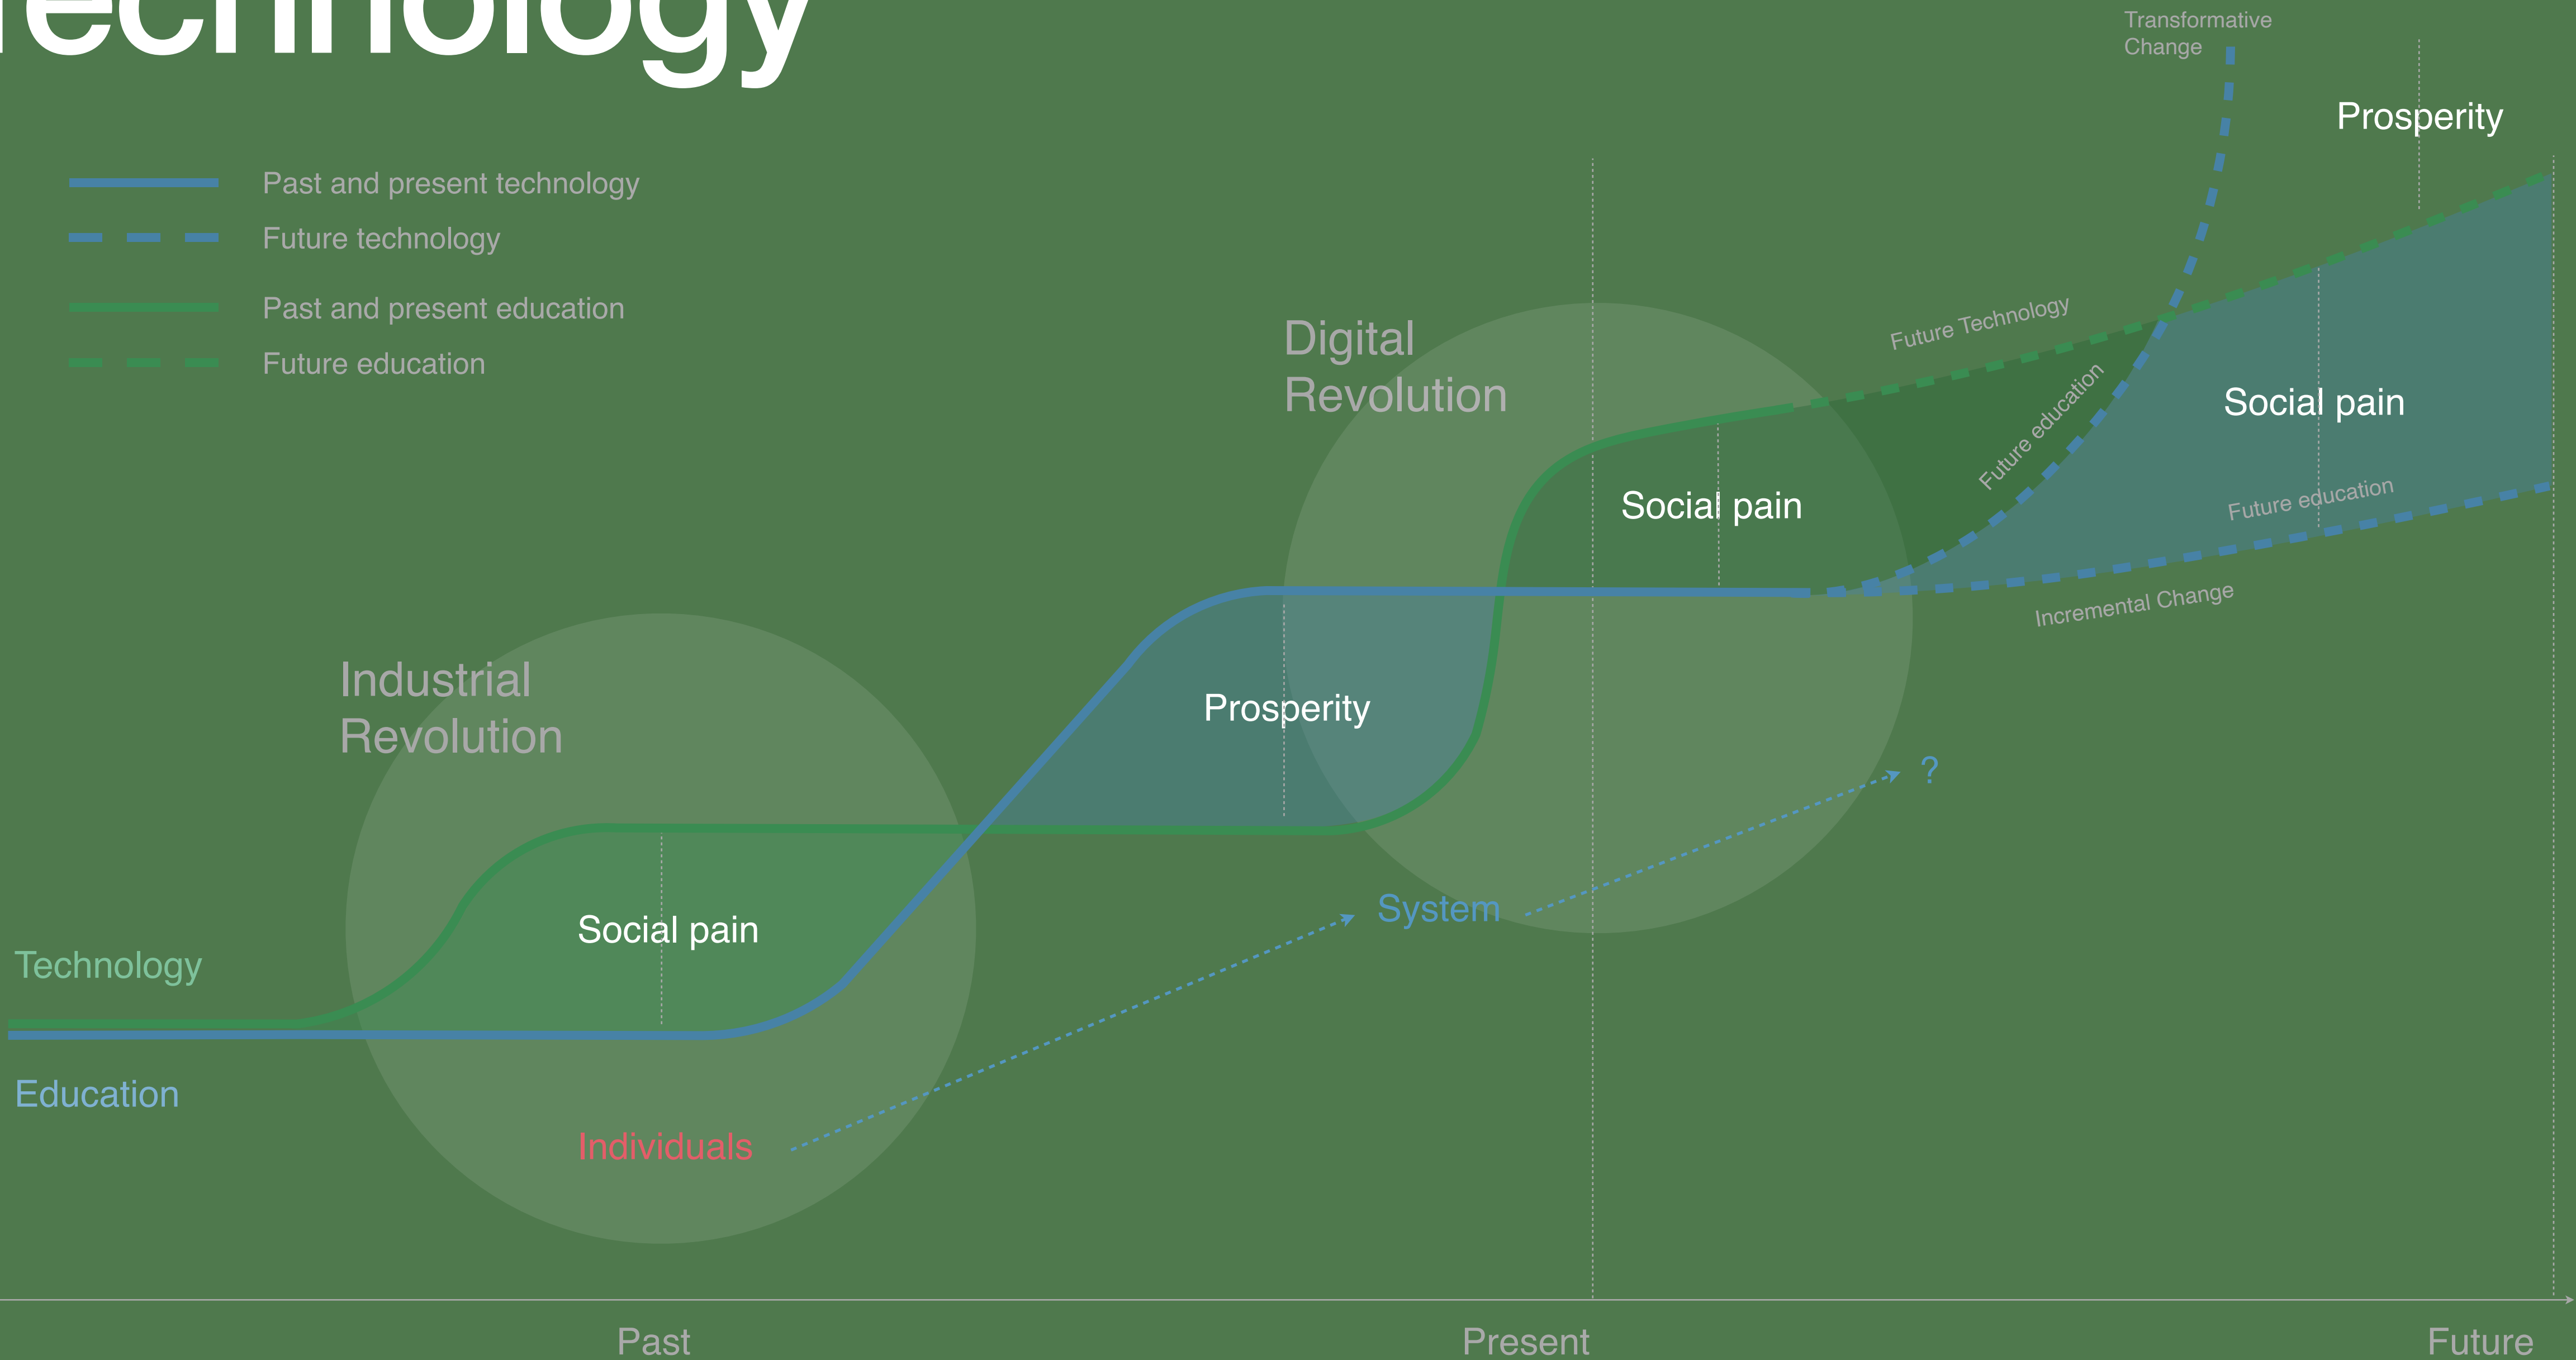 Technology
Transformative
Change
Prosperity
Past and present technology
Future technology
Past and present education
Future education
Digital
Revolution
Future Technology
Future education
Social pain
Social pain
Future education
Incremental Change
Industrial
Revolution
Prosperity
?
System
Social pain
Technology
Education
Individuals
Past
Present
Future